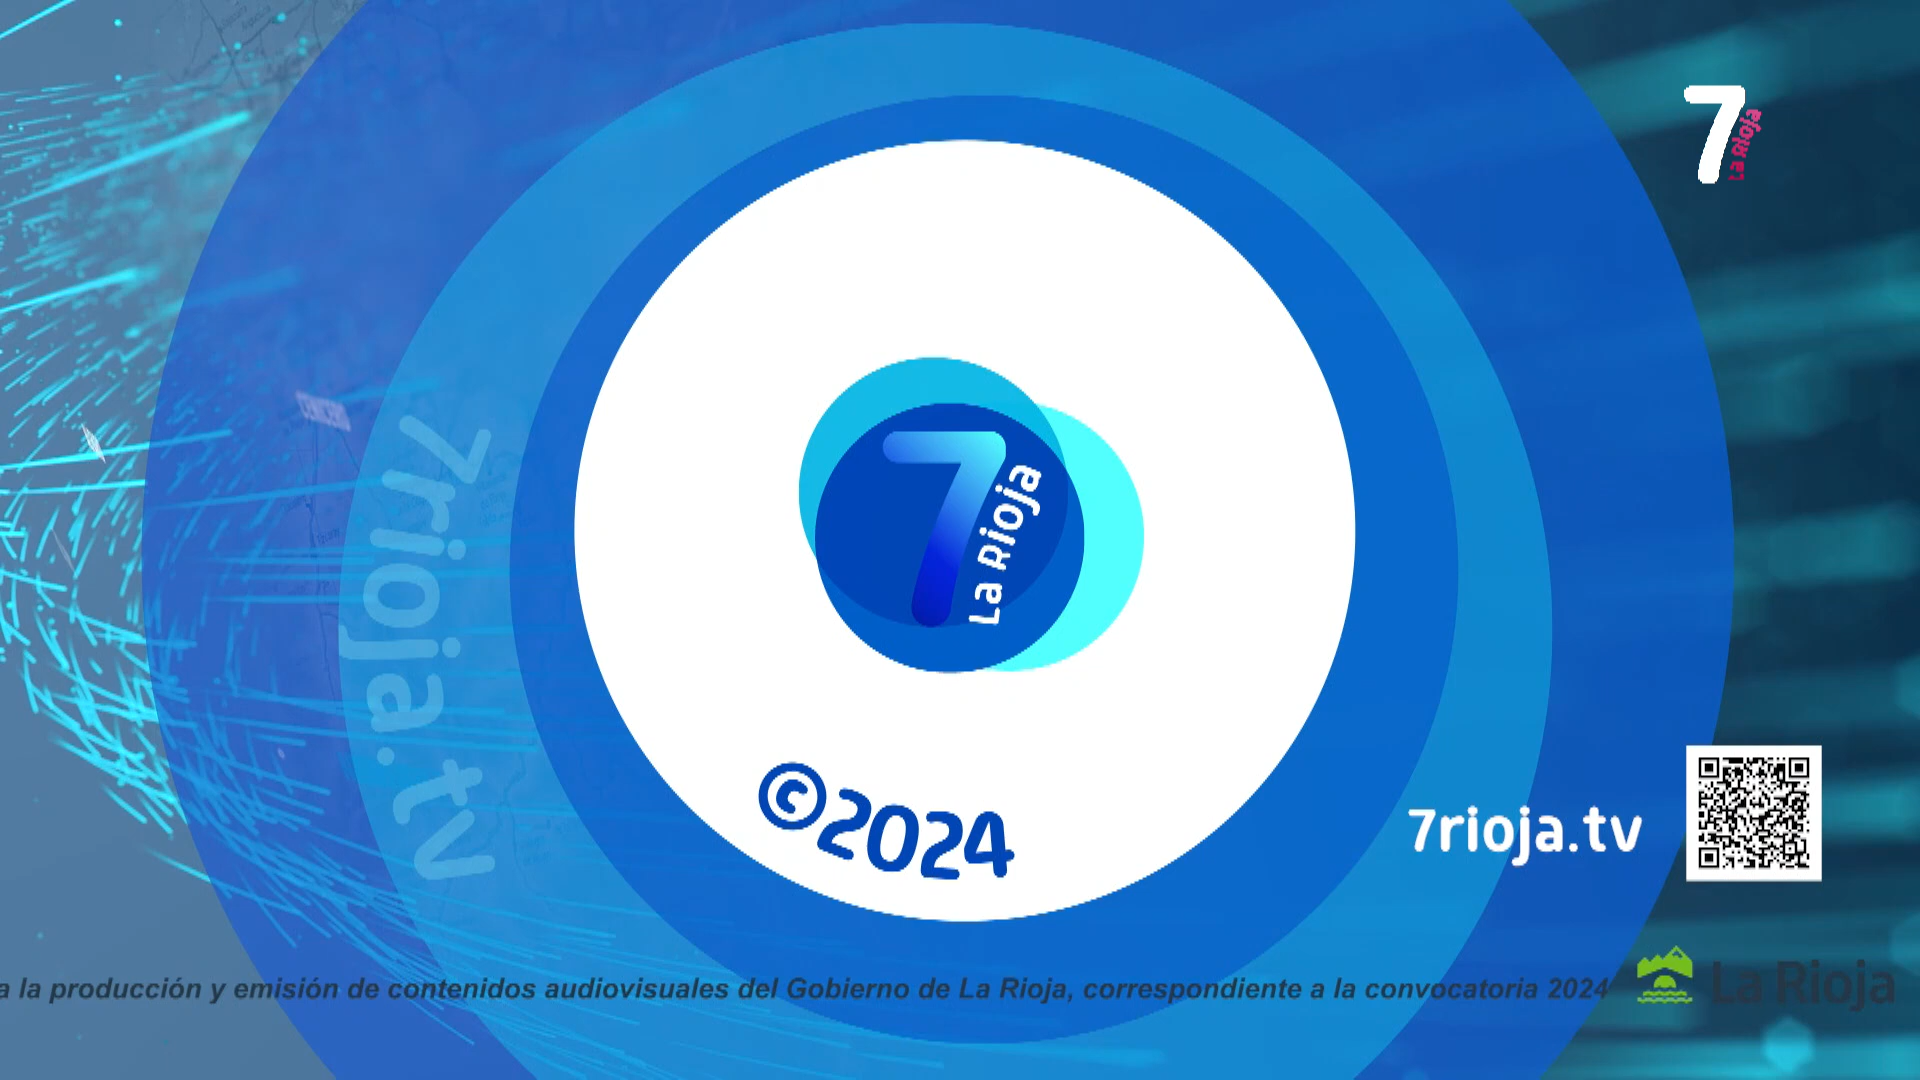 7 La Rioja
7rioja.tv
7 La Rioja
©2024
7rioja.tv
a la producción y emisión de contenidos audiovisuales del Gobierno de La Rioja, correspondiente a la convocatoria 2024
La Rioja